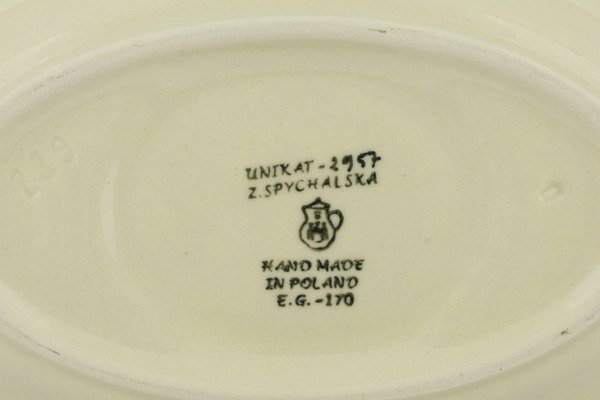 UNIKAT-2957
Z.SPYCHALSKA
HAND MADE
IN POLAND
E.G.-170